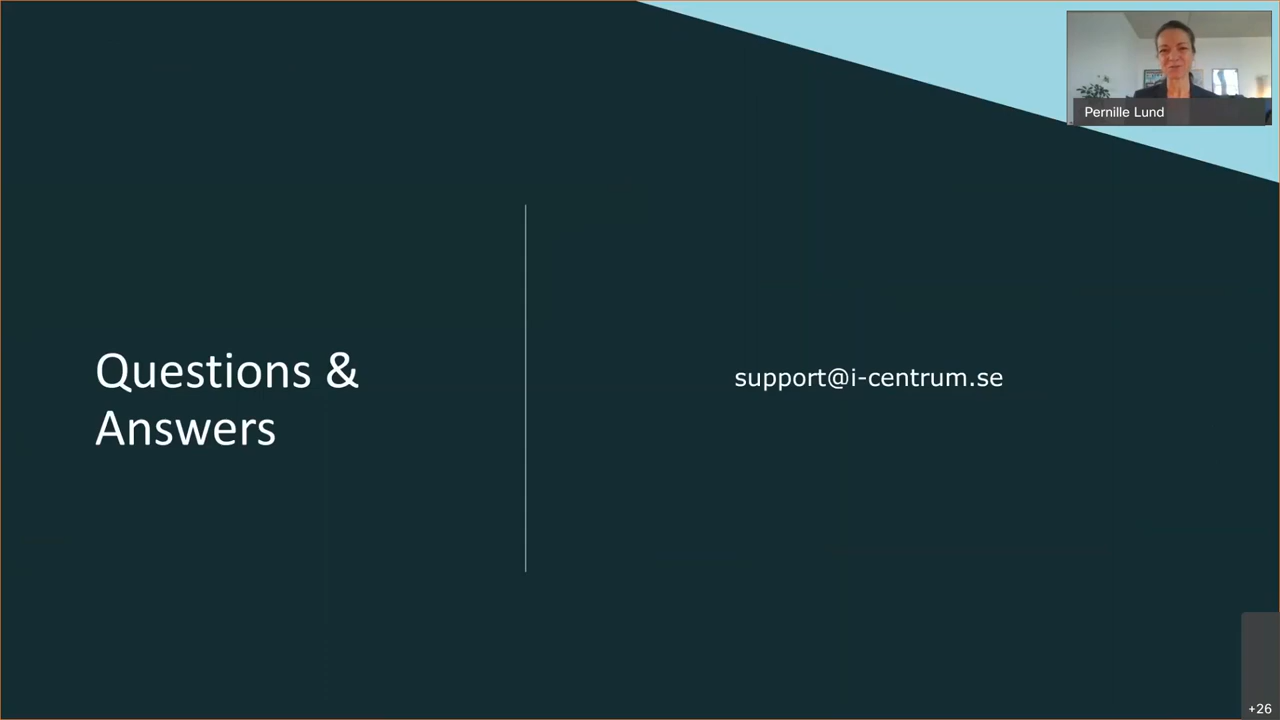 Pernille Lund
Questions &
Answers
support@i-centrum.se
+26